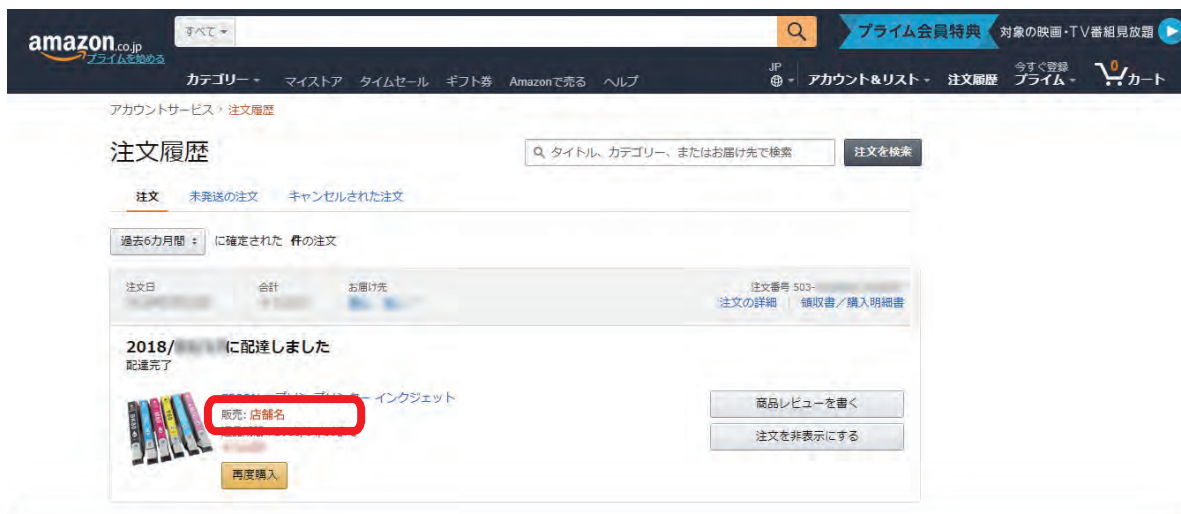 amazon.co.jp
プライムを始める
すべて
プライム会員特典 対象の映画・TV番組見放題
カテゴリー マイストア タイムセール ギフト券 Amazonで売る ヘルプ
JP アカウント&リスト 注文履歴 今すぐ登録 プライム 0 カート
アカウントサービス › 注文履歴
注文履歴
タイトル、カテゴリー、またはお届け先で検索 注文を検索
注文 未発送の注文 キャンセルされた注文
過去6カ月間 に確定された 件の注文
注文日 合計 お届け先 注文番号 503-
注文の詳細 領収書/購入明細書
2018/ に配達しました
配達完了
インクジェット
販売: 店舗名
再度購入
商品レビューを書く
注文を非表示にする